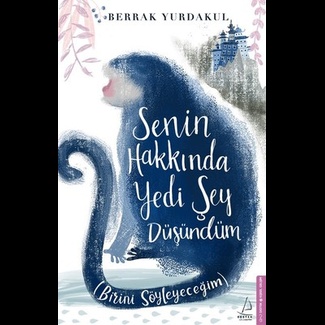 BERRAK YURDAKUL
Senin
Hakkında
Yedi Şey
Düşündüm
(Birini Söyleyeceğim)